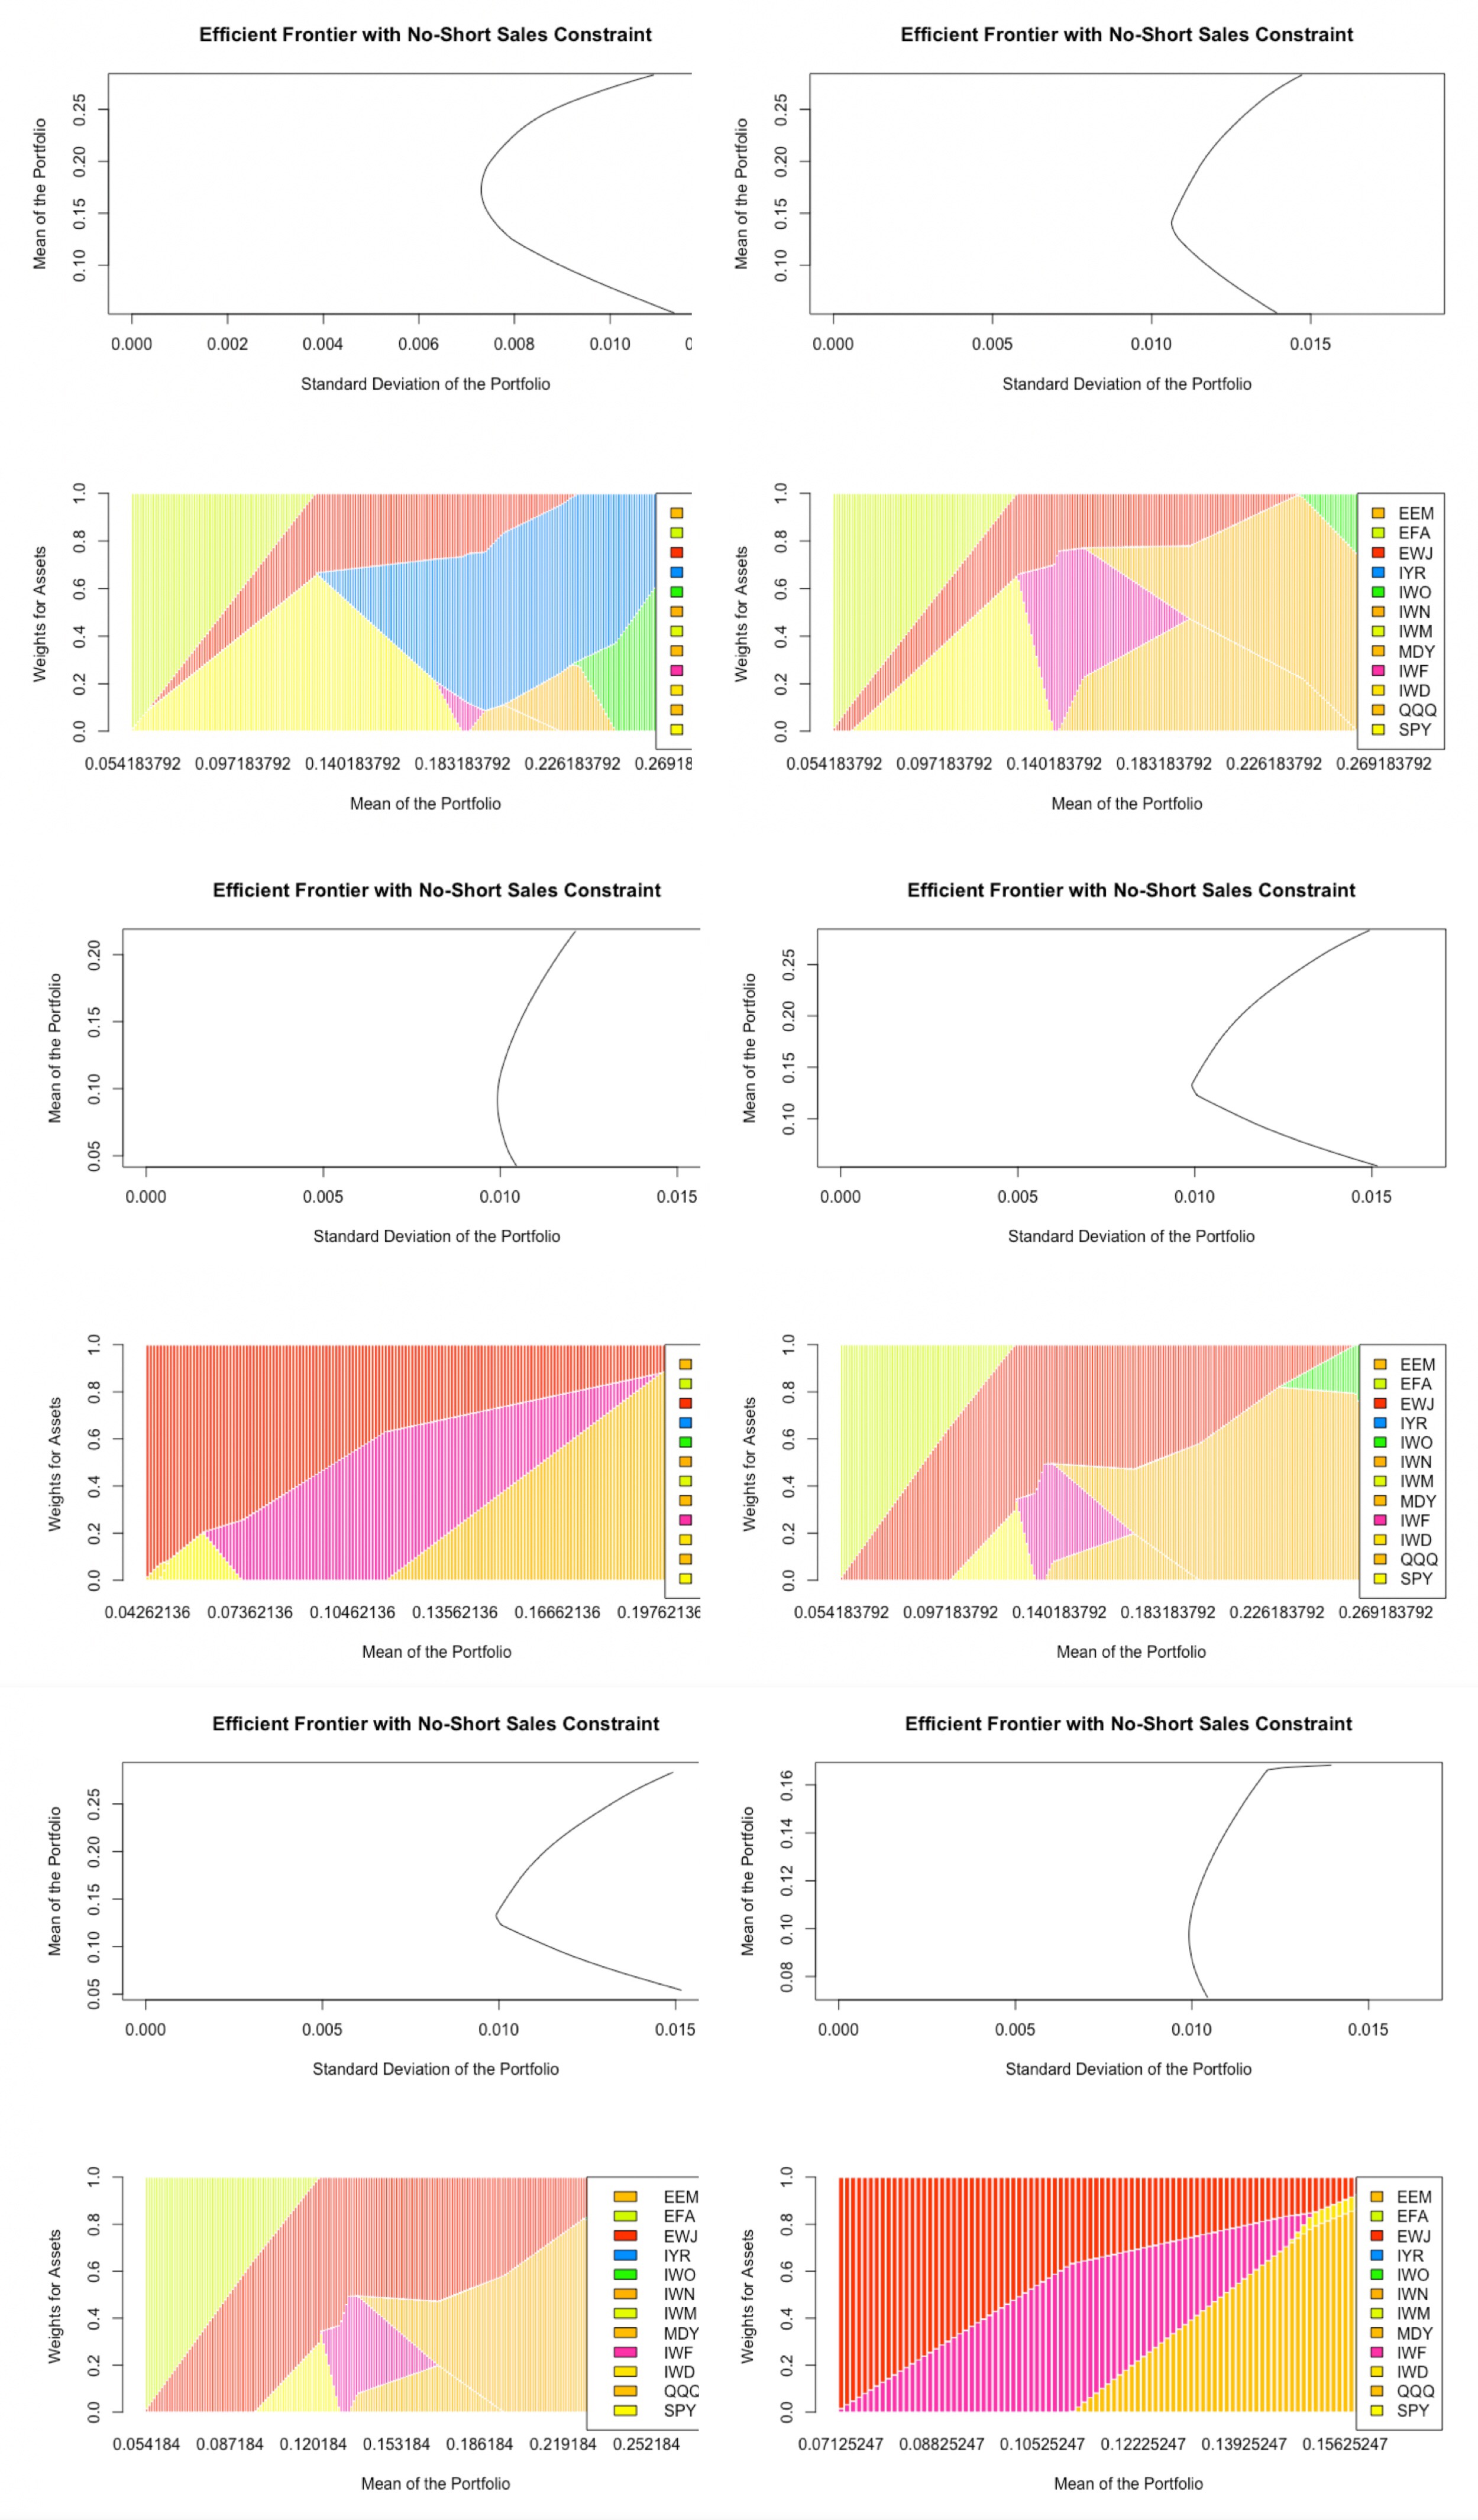 Efficient Frontier with No-Short Sales Constraint
Mean of the Portfolio
0.25
0.20
0.15
0.10
0.000 0.002 0.004 0.006 0.008 0.010 0
Standard Deviation of the Portfolio
Efficient Frontier with No-Short Sales Constraint
Mean of the Portfolio
0.25
0.20
0.15
0.10
0.000 0.005 0.010 0.015
Standard Deviation of the Portfolio
Weights for Assets
1.0
0.8
0.6
0.4
0.2
0.0
0.054183792 0.097183792 0.140183792 0.183183792 0.226183792 0.26918
Mean of the Portfolio
Weights for Assets
1.0
0.8
0.6
0.4
0.2
0.0
EEM
EFA
EWJ
IYR
IWO
IWN
IWM
MDY
IWF
IWD
QQQ
SPY
0.054183792 0.097183792 0.140183792 0.183183792 0.226183792 0.269183792
Mean of the Portfolio
Efficient Frontier with No-Short Sales Constraint
Mean of the Portfolio
0.20
0.15
0.10
0.05
0.000 0.005 0.010 0.015
Standard Deviation of the Portfolio
Efficient Frontier with No-Short Sales Constraint
Mean of the Portfolio
0.25
0.20
0.15
0.10
0.000 0.005 0.010 0.015
Standard Deviation of the Portfolio
Weights for Assets
1.0
0.8
0.6
0.4
0.2
0.0
0.04262136 0.07362136 0.10462136 0.13562136 0.16662136 0.19762136
Mean of the Portfolio
Weights for Assets
1.0
0.8
0.6
0.4
0.2
0.0
EEM
EFA
EWJ
IYR
IWO
IWN
IWM
MDY
IWF
IWD
QQQ
SPY
0.054183792 0.097183792 0.140183792 0.183183792 0.226183792 0.269183792
Mean of the Portfolio
Efficient Frontier with No-Short Sales Constraint
Mean of the Portfolio
0.25
0.20
0.15
0.10
0.05
0.000 0.005 0.010 0.015
Standard Deviation of the Portfolio
Efficient Frontier with No-Short Sales Constraint
Mean of the Portfolio
0.16
0.14
0.12
0.10
0.08
0.000 0.005 0.010 0.015
Standard Deviation of the Portfolio
Weights for Assets
1.0
0.8
0.6
0.4
0.2
0.0
EEM
EFA
EWJ
IYR
IWO
IWN
IWM
MDY
IWF
IWD
QQQ
SPY
0.054184 0.087184 0.120184 0.153184 0.186184 0.219184 0.252184
Mean of the Portfolio
Weights for Assets
1.0
0.8
0.6
0.4
0.2
0.0
EEM
EFA
EWJ
IYR
IWO
IWN
IWM
MDY
IWF
IWD
QQQ
SPY
0.07125247 0.08825247 0.10525247 0.12225247 0.13925247 0.15625247
Mean of the Portfolio